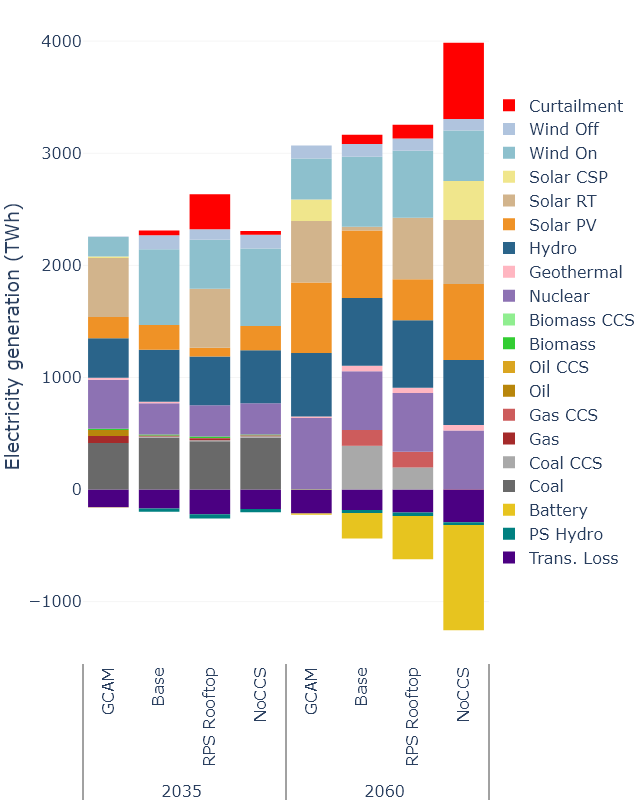 Electricity generation (TWh)
4000
3000
2000
1000
0
−1000
GCAM
Base
RPS Rooftop
NoCCS
GCAM
Base
RPS Rooftop
NoCCS
2035
2060
Curtailment
Wind Off
Wind On
Solar CSP
Solar RT
Solar PV
Hydro
Geothermal
Nuclear
Biomass CCS
Biomass
Oil CCS
Oil
Gas CCS
Gas
Coal CCS
Coal
Battery
PS Hydro
Trans. Loss